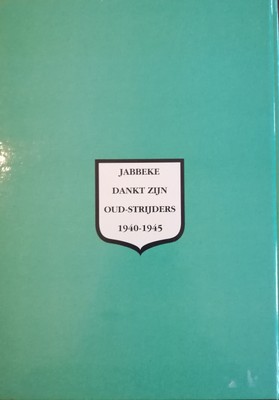 JABBEKE
DANKT ZIJN
OUD-STRIJDERS
1940-1945